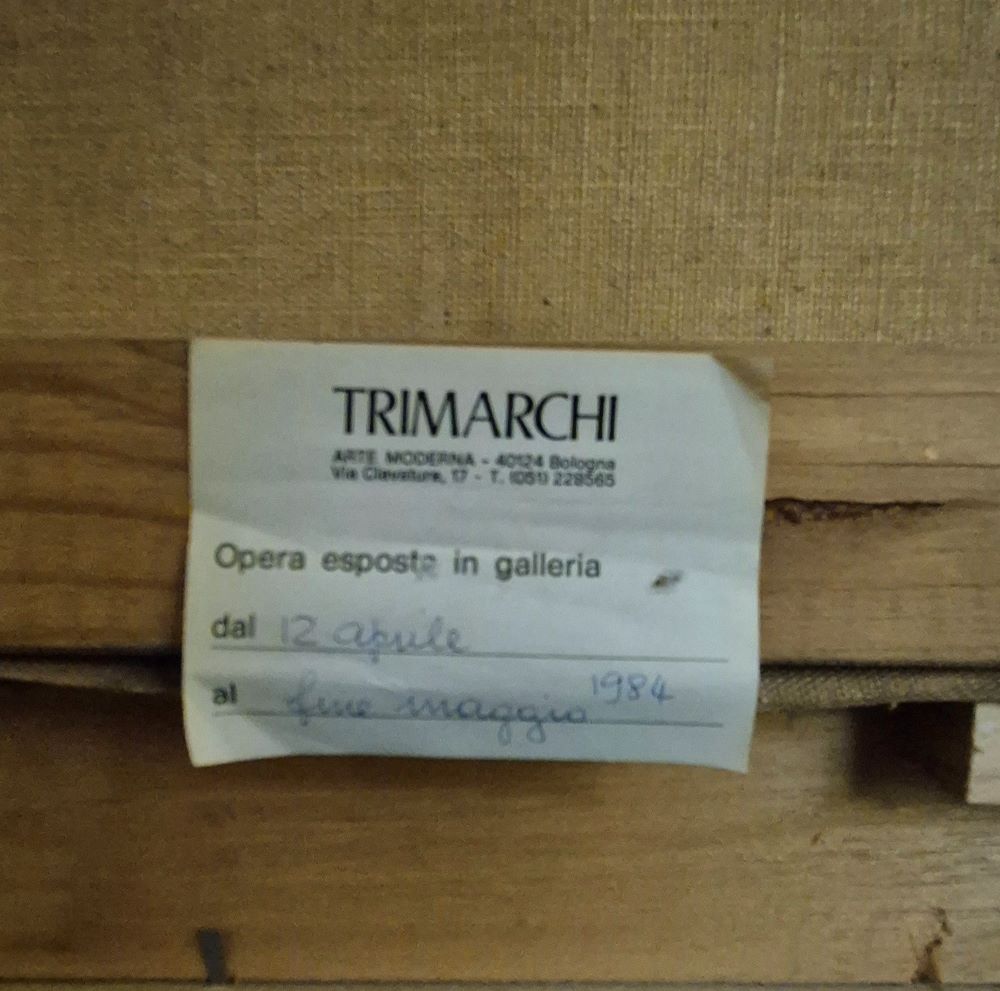 TRIMARCHI
ARTE MODERNA - 40124 Bologna
Via Clavature, 17 - T. (051) 228565
Opera esposta in galleria
dal 12 aprile
al fine maggio 1984